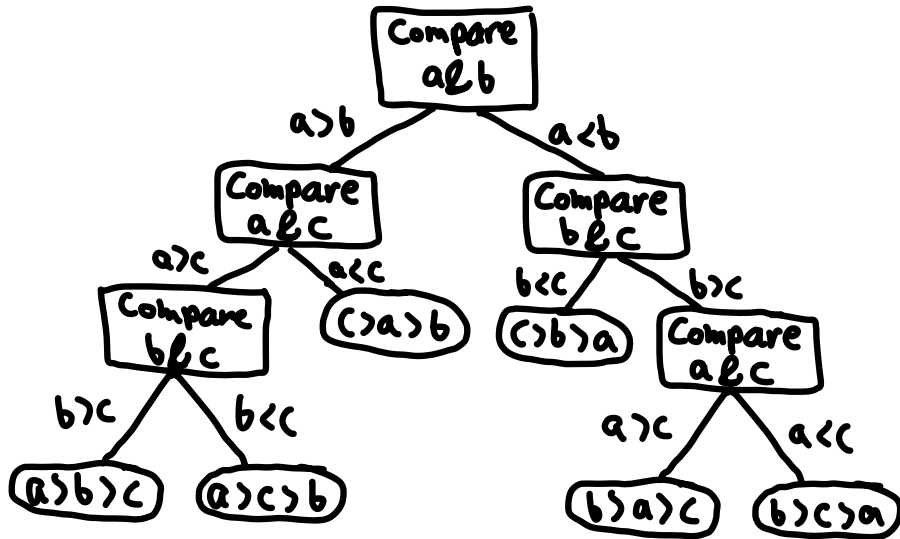 Compare
a & b
a>b
a<b
Compare
a & c
Compare
b & c
a>c
a<c
b<c
b>c
Compare
b & c
c>a>b
c>b>a
Compare
a & c
b>c
b<c
a>c
a<c
a>b>c
a>c>b
b>a>c
b>c>a